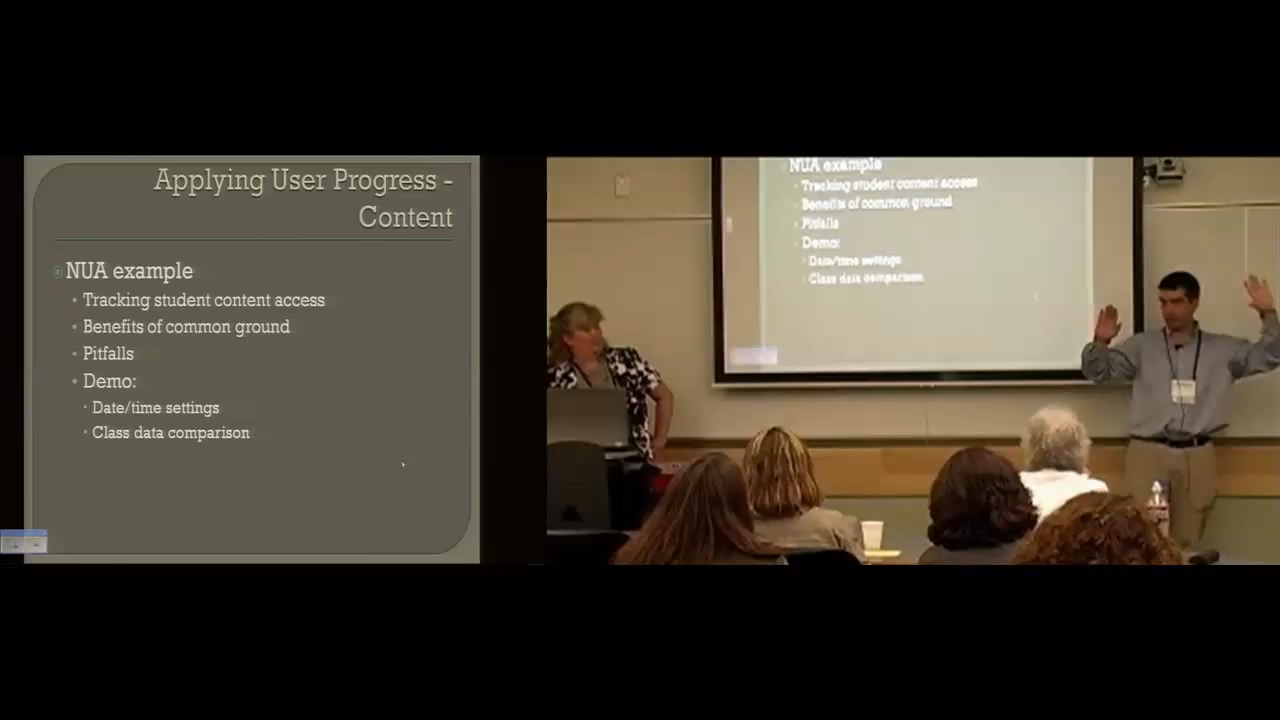 Applying User Progress -
Content
NUA example
Tracking student content access
Benefits of common ground
Pitfalls
Demo:
Date/time settings
Class data comparison
NUA example
Tracking student content access
Benefits of common ground
Pitfalls
Demo:
Date/time settings
Class data comparison